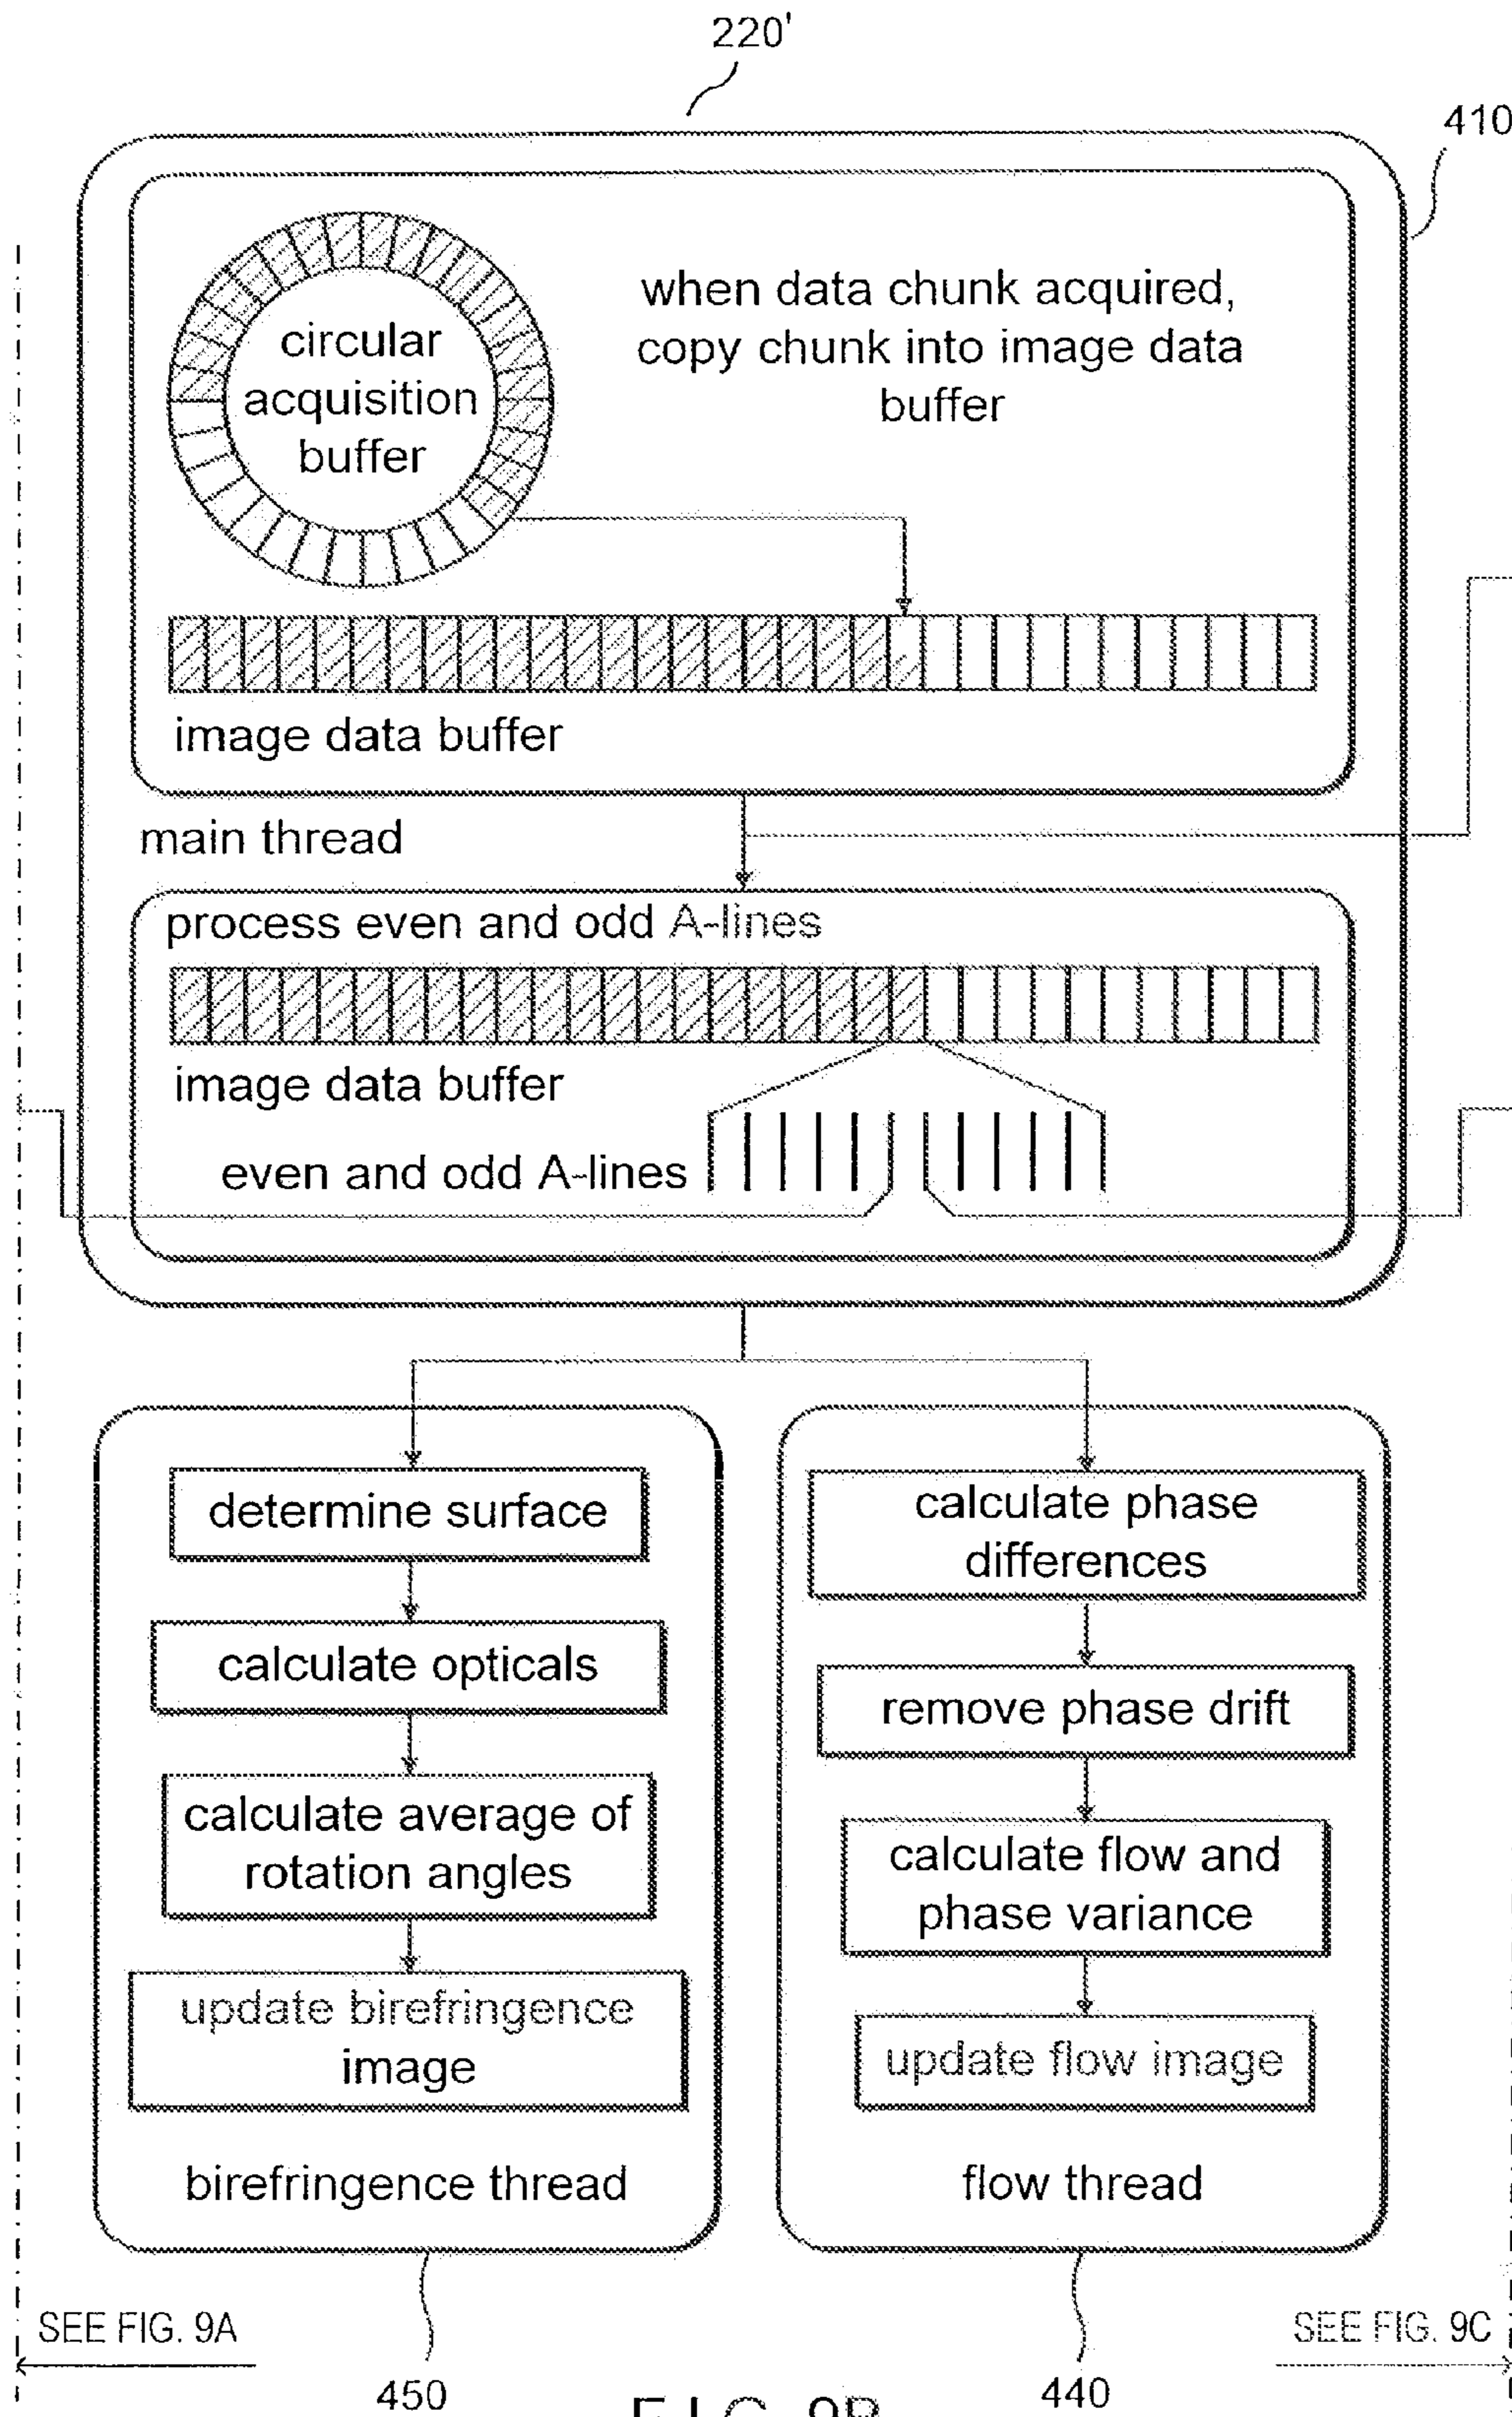 220'
410
circular
acquisition
buffer
when data chunk acquired,
copy chunk into image data
buffer
image data buffer
main thread
process even and odd A-lines
image data buffer
even and odd A-lines
determine surface
calculate opticals
calculate average of
rotation angles
update birefringence
image
birefringence thread
calculate phase
differences
remove phase drift
calculate flow and
phase variance
update flow image
flow thread
SEE FIG. 9A
SEE FIG. 9C
450
440
FIG. 9B